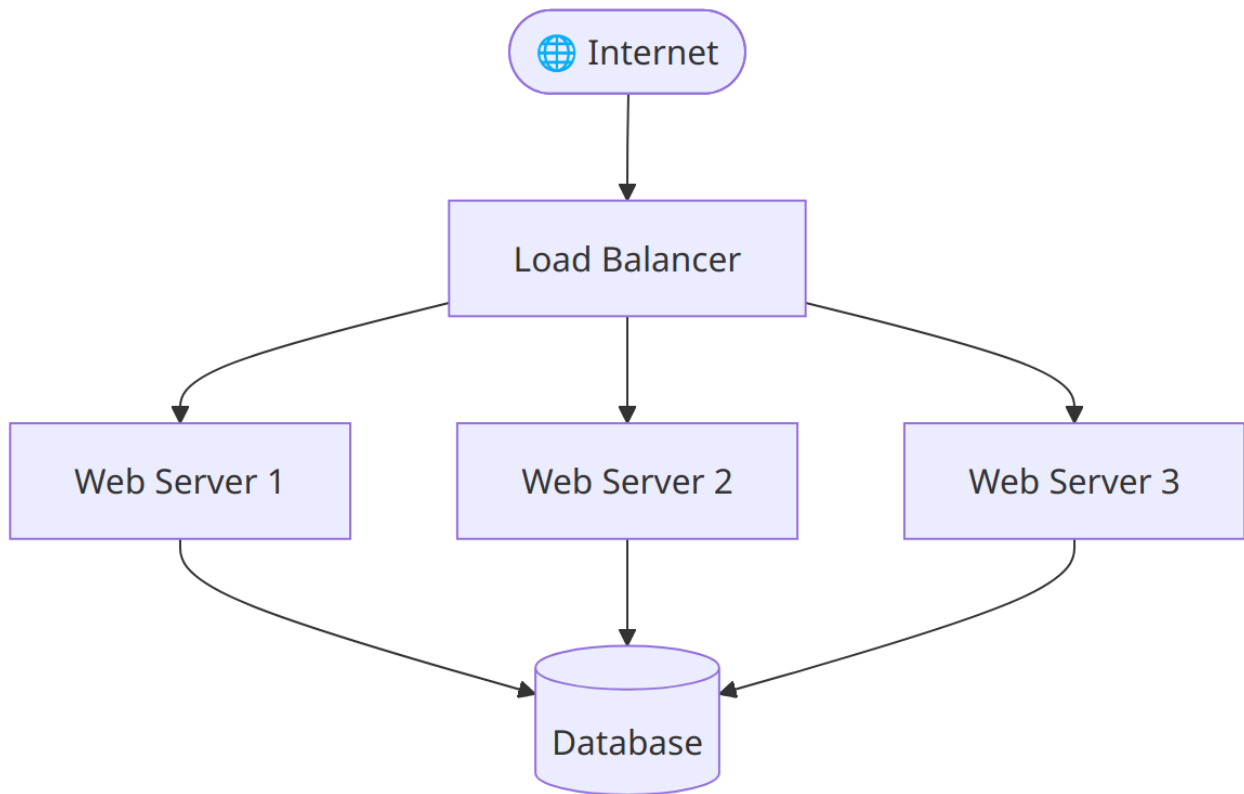 🌐 Internet
Load Balancer
Web Server 1
Web Server 2
Web Server 3
Database